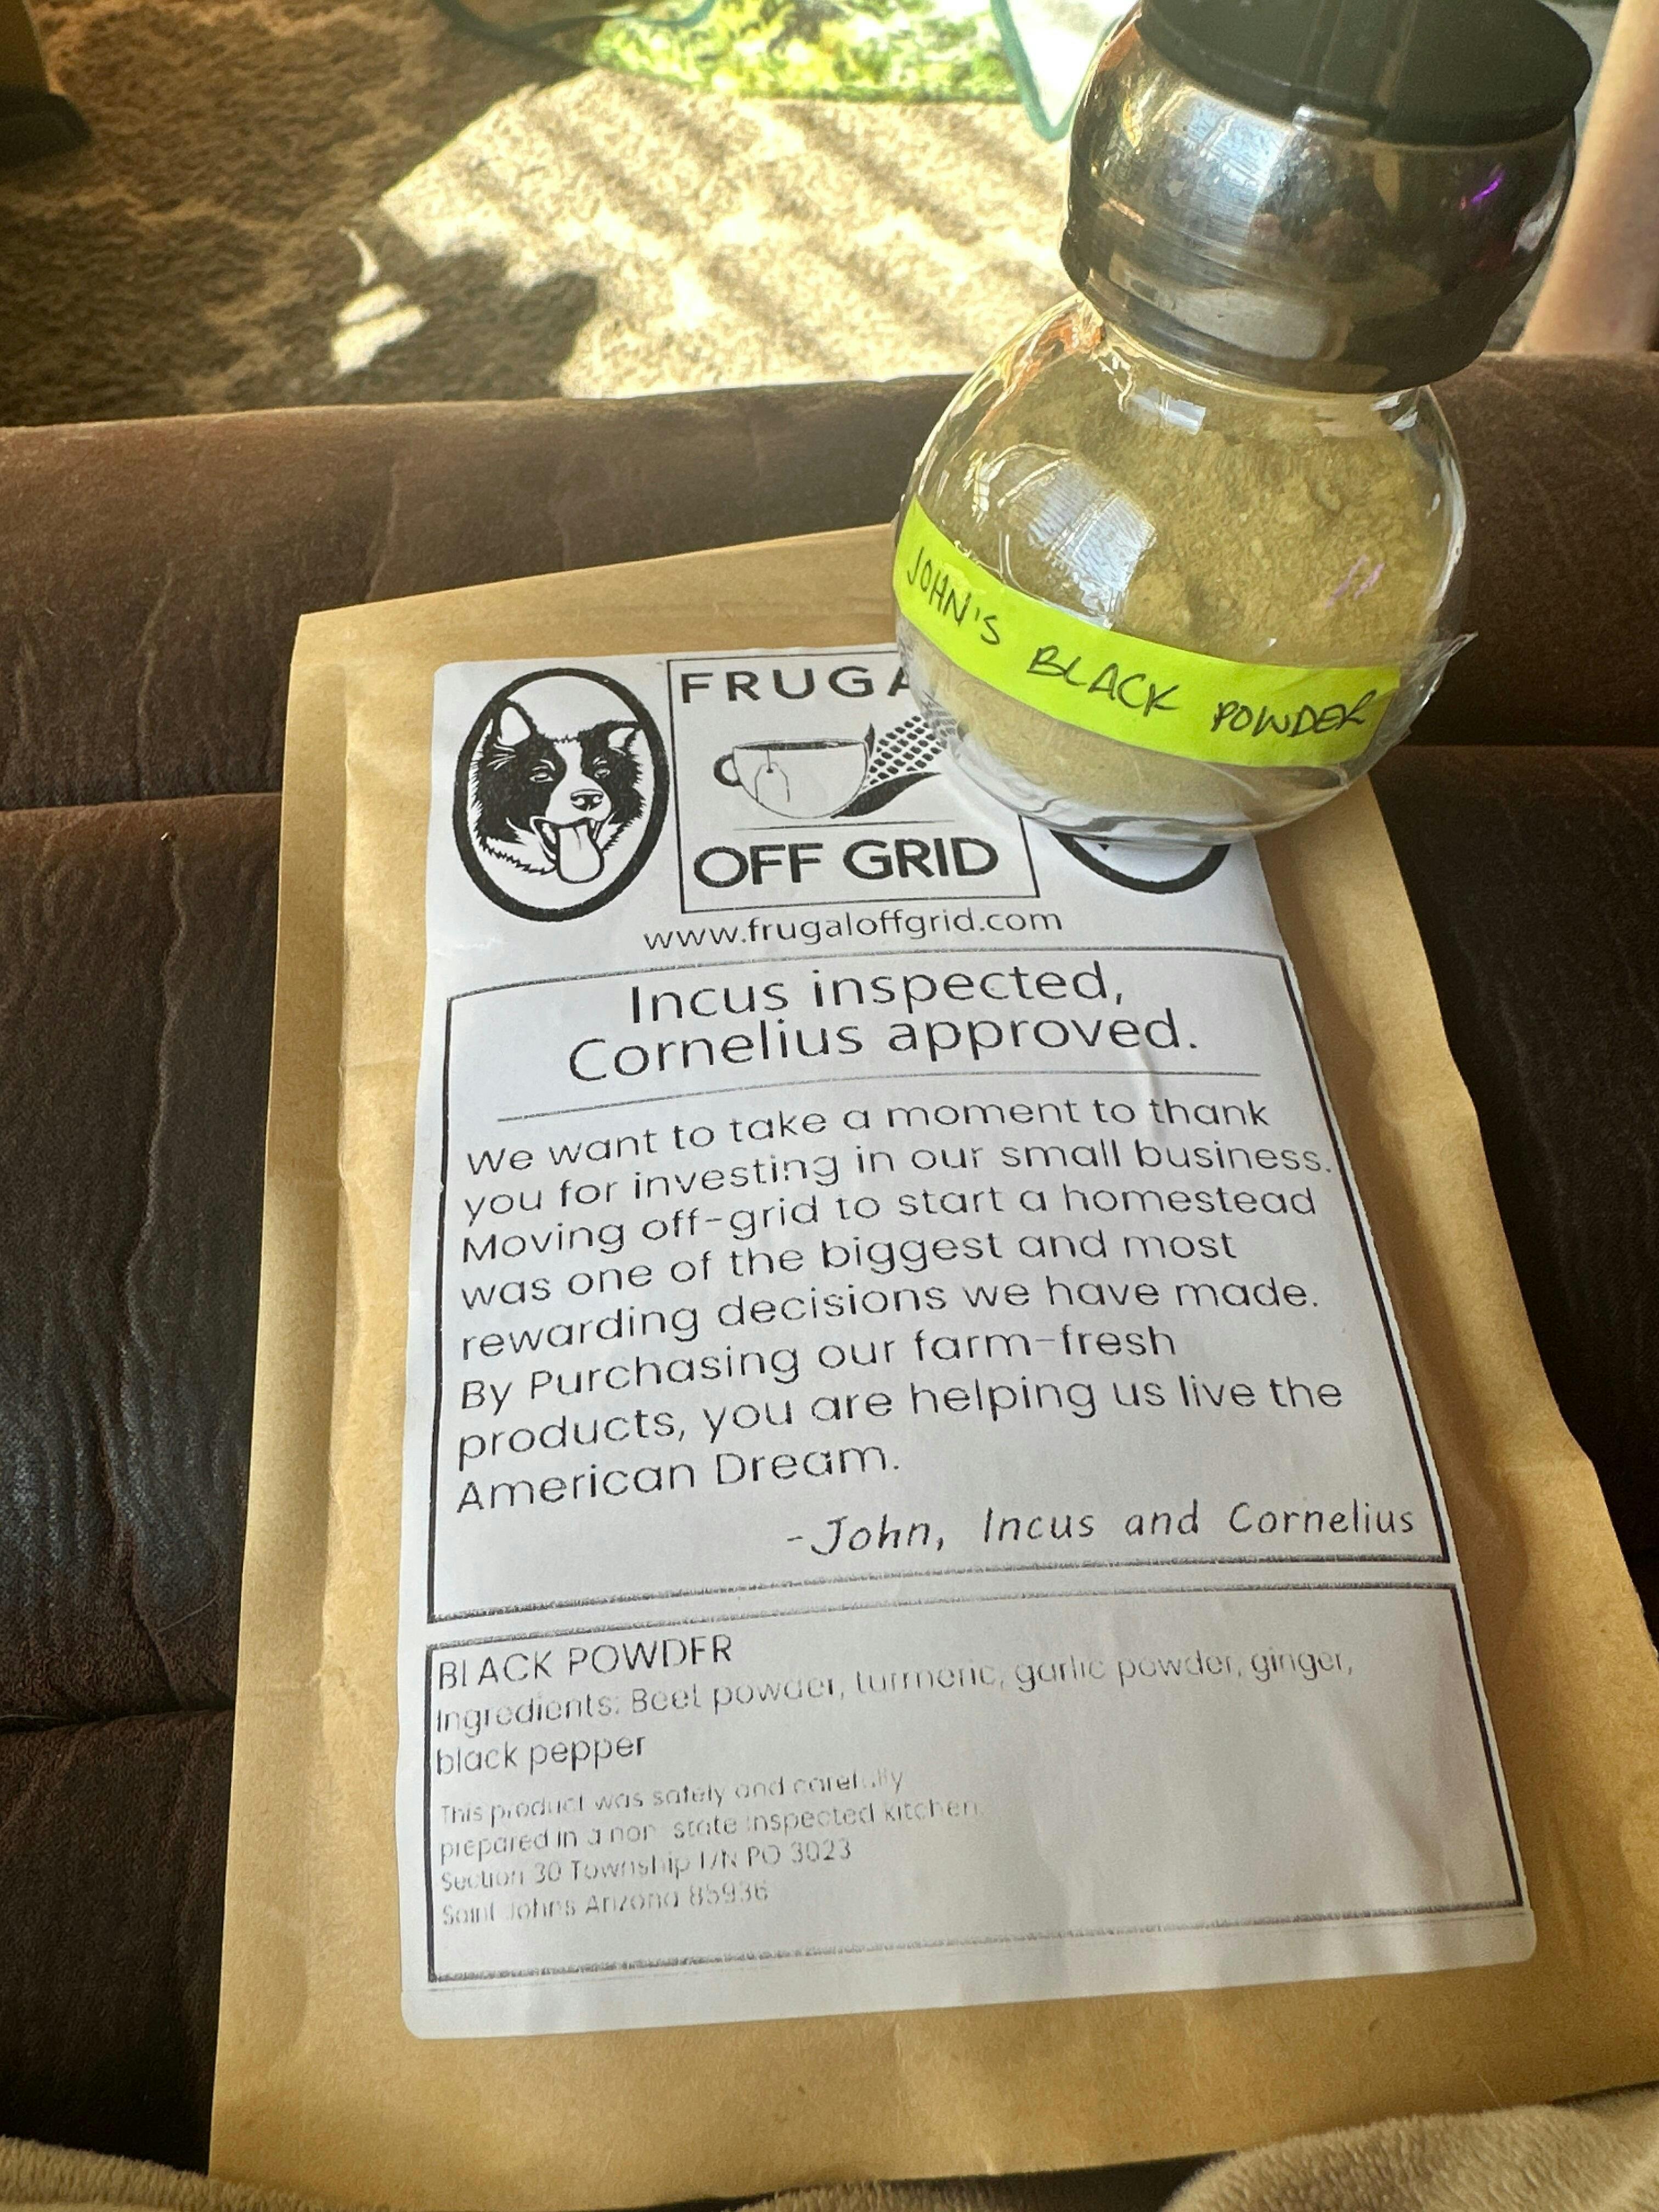 JOHN'S BLACK POWDER
FRUGA
OFF GRID
www.frugaloffgrid.com
Incus inspected,
Cornelius approved.
We want to take a moment to thank
you for investing in our small business.
Moving off-grid to start a homestead
was one of the biggest and most
rewarding decisions we have made.
By Purchasing our farm-fresh
products, you are helping us live the
American Dream.
-John, Incus and Cornelius
BLACK POWDER
Ingredients: Beet powder, turmeric, garlic powder, ginger,
black pepper
This product was safely and carefully
prepared in a non-state inspected kitchen.
Section 30 Township PO 3023
Saint Johns Arizona 85936